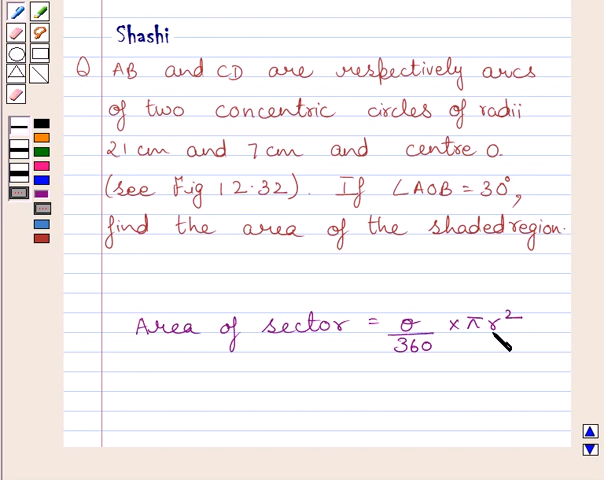 Shashi
Q AB and CD are respectively arcs
of two concentric circles of radii
21 cm and 7 cm and centre O.
(see Fig 12.32). If ∠AOB = 30°,
find the area of the shaded region.
Area of sector = θ/360 × πr²